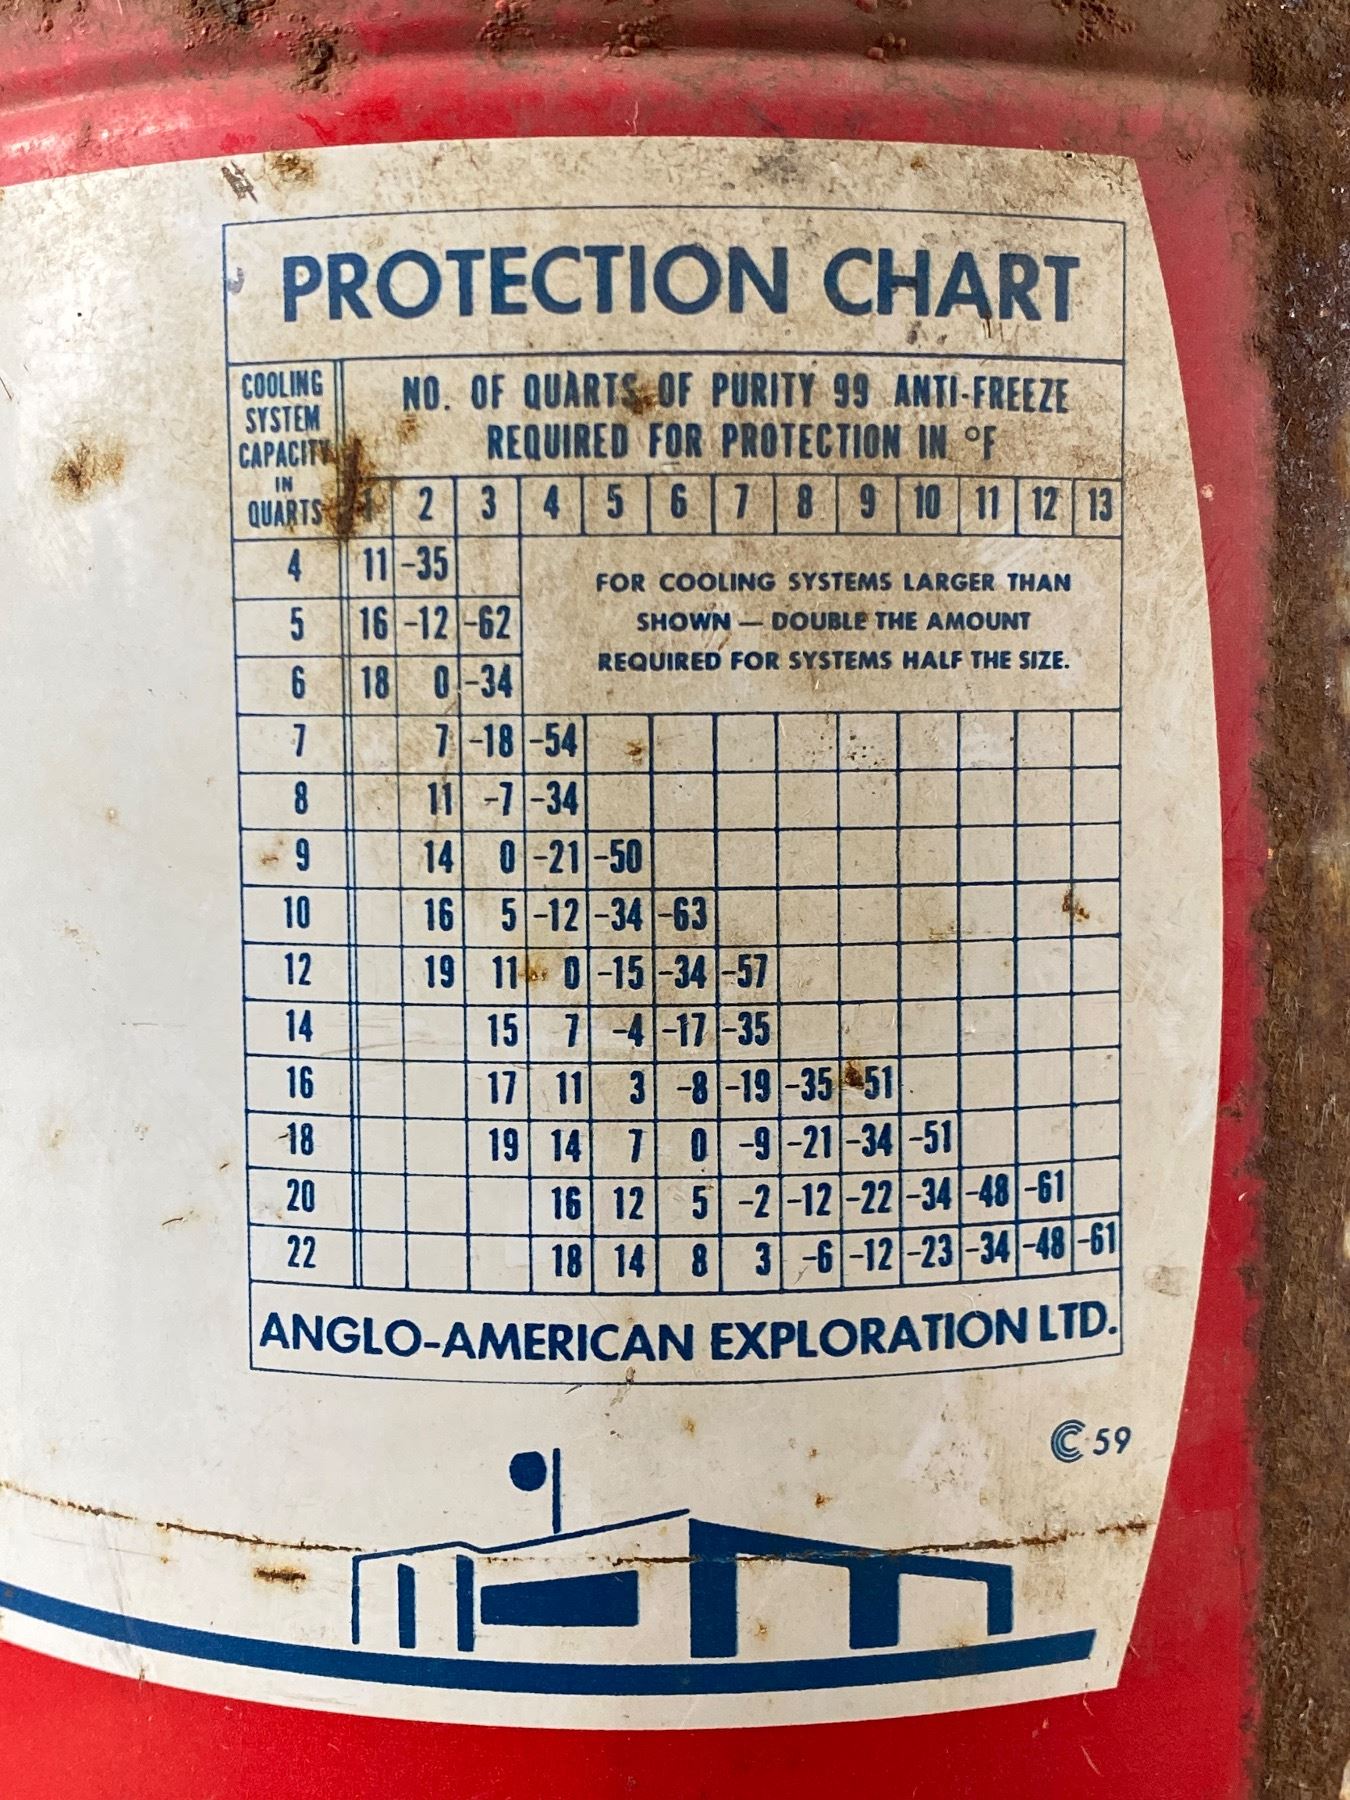 PROTECTION CHART
COOLING
SYSTEM
CAPACITY
IN
QUARTS
NO. OF QUARTS OF PURITY 99 ANTI-FREEZE
REQUIRED FOR PROTECTION IN °F
1 2 3 4 5 6 7 8 9 10 11 12 13
4 11 -35
5 16 -12 -62
6 18 0 -34
FOR COOLING SYSTEMS LARGER THAN
SHOWN — DOUBLE THE AMOUNT
REQUIRED FOR SYSTEMS HALF THE SIZE.
7 7 -18 -54
8 11 -7 -34
9 14 0 -21 -50
10 16 5 -12 -34 -63
12 19 11 0 -15 -34 -57
14 15 7 -4 -17 -35
16 17 11 3 -8 -19 -35 -51
18 19 14 7 0 -9 -21 -34 -51
20 16 12 5 -2 -12 -22 -34 -48 -61
22 18 14 8 3 -6 -12 -23 -34 -48 -61
ANGLO-AMERICAN EXPLORATION LTD.
CC 59